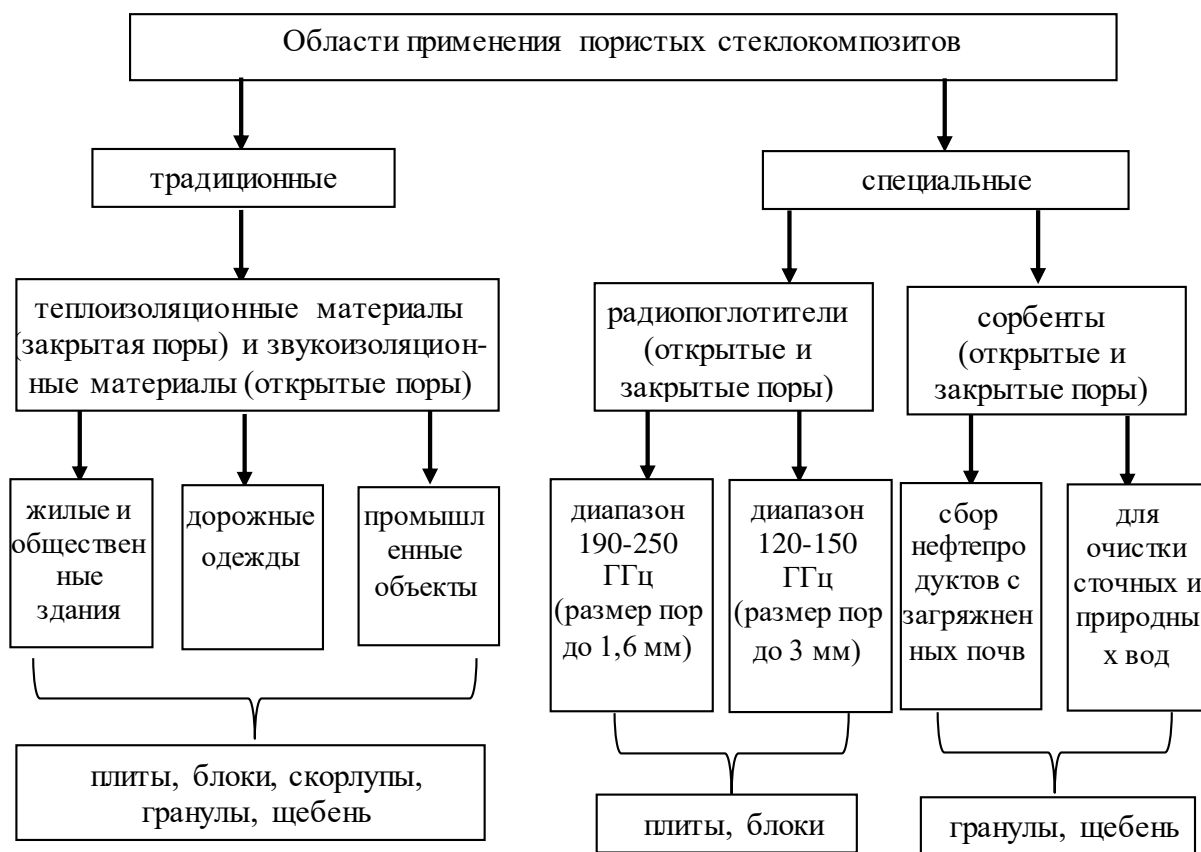 Области применения пористых стеклокомпозитов
традиционные
специальные
теплоизоляционные материалы
(закрытая поры) и звукоизоляцион-
ные материалы (открытые поры)
радиопоглотители
(открытые и
закрытые поры)
сорбенты
(открытые и
закрытые поры)
жилые и
обществен
ные
здания
дорожные
одежды
промышл
енные
объекты
диапазон
190-250
ГГц
(размер пор
до 1,6 мм)
диапазон
120-150
ГГц
(размер пор
до 3 мм)
сбор
нефтепро
дуктов с
загряжнен
ных почв
для
очистки
сточных и
природны
х вод
плиты, блоки, скорлупы,
гранулы, щебень
плиты, блоки
гранулы, щебень